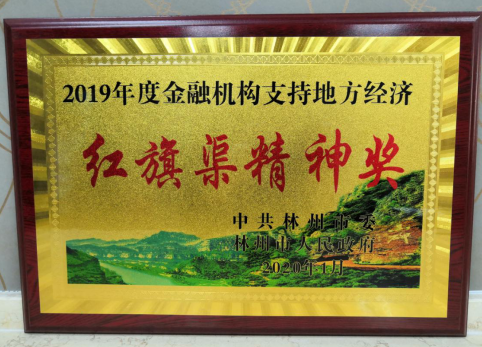 2019年度金融机构支持地方经济
红旗渠精神奖
中共林州市委
林州市人民政府
2020年1月